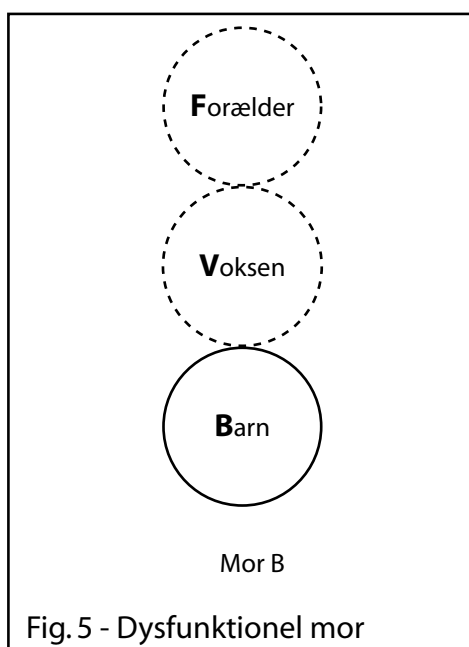 Forælder
Voksen
Barn
Mor B
Fig. 5 - Dysfunktionel mor